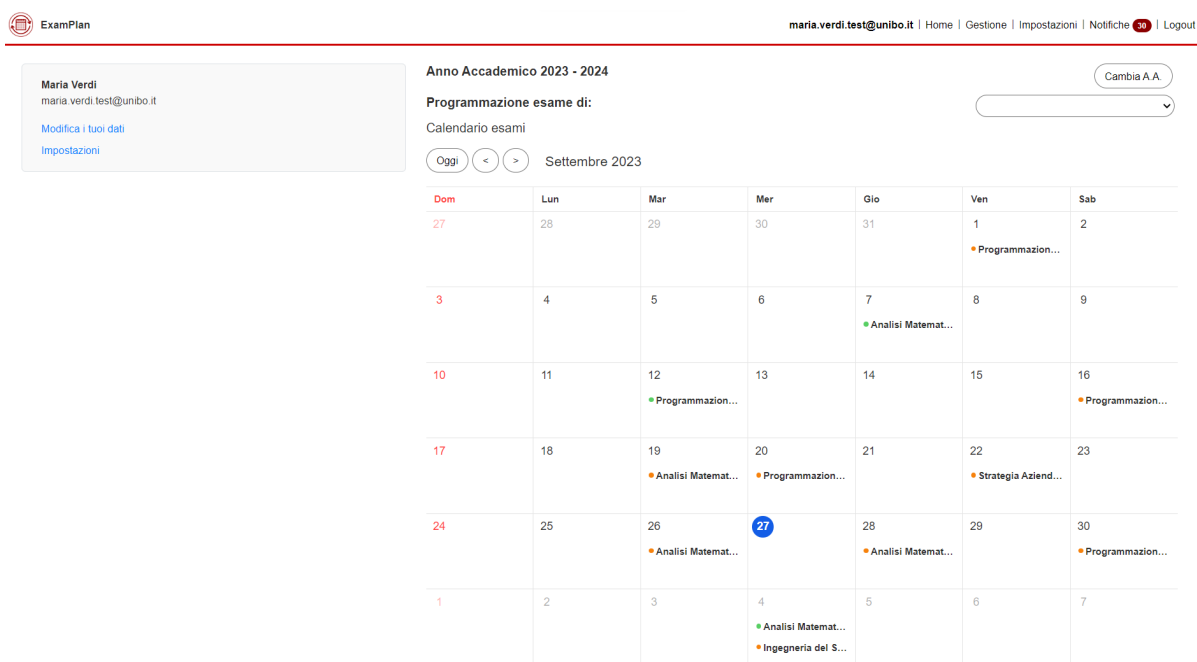 ExamPlan
maria.verdi.test@unibo.it | Home | Gestione | Impostazioni | Notifiche 30 | Logout
Maria Verdi
maria.verdi.test@unibo.it
Modifica i tuoi dati
Impostazioni
Anno Accademico 2023 - 2024
Cambia A.A.
Programmazione esame di:
Calendario esami
Oggi < > Settembre 2023
Dom Lun Mar Mer Gio Ven Sab
27 28 29 30 31 1 2
Programmazion...
3 4 5 6 7 8 9
Analisi Matemat...
10 11 12 13 14 15 16
Programmazion... Programmazion...
17 18 19 20 21 22 23
Analisi Matemat... Programmazion... Strategia Aziend...
24 25 26 27 28 29 30
Analisi Matemat... Analisi Matemat... Programmazion...
1 2 3 4 5 6 7
Analisi Matemat...
Ingegneria del S...